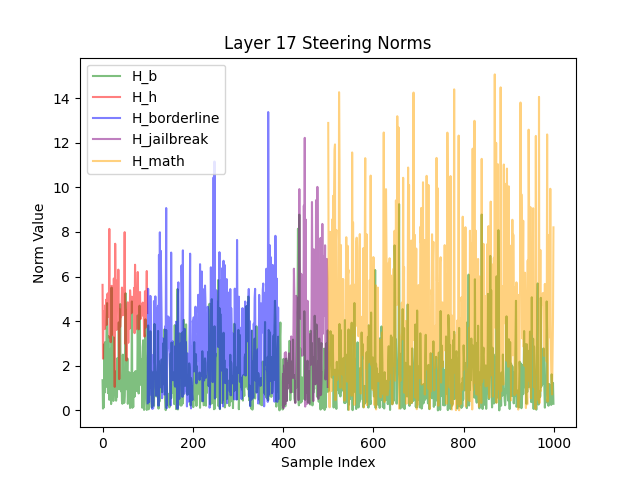 Layer 17 Steering Norms
H_b
H_h
H_borderline
H_jailbreak
H_math
Norm Value
14
12
10
8
6
4
2
0
0 200 400 600 800 1000
Sample Index